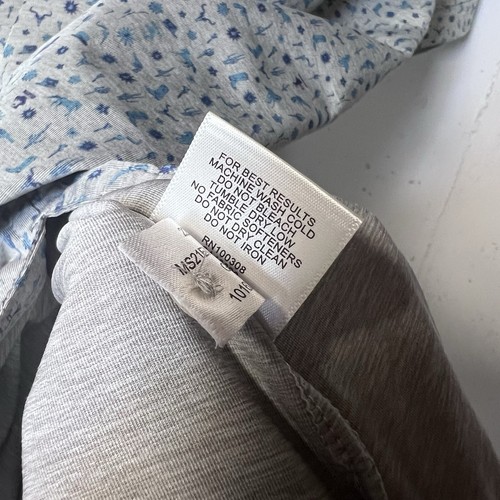 FOR BEST RESULTS
MACHINE WASH COLD
DO NOT BLEACH
TUMBLE DRY LOW
NO FABRIC SOFTENERS
DO NOT DRY CLEAN
DO NOT IRON
RN100308